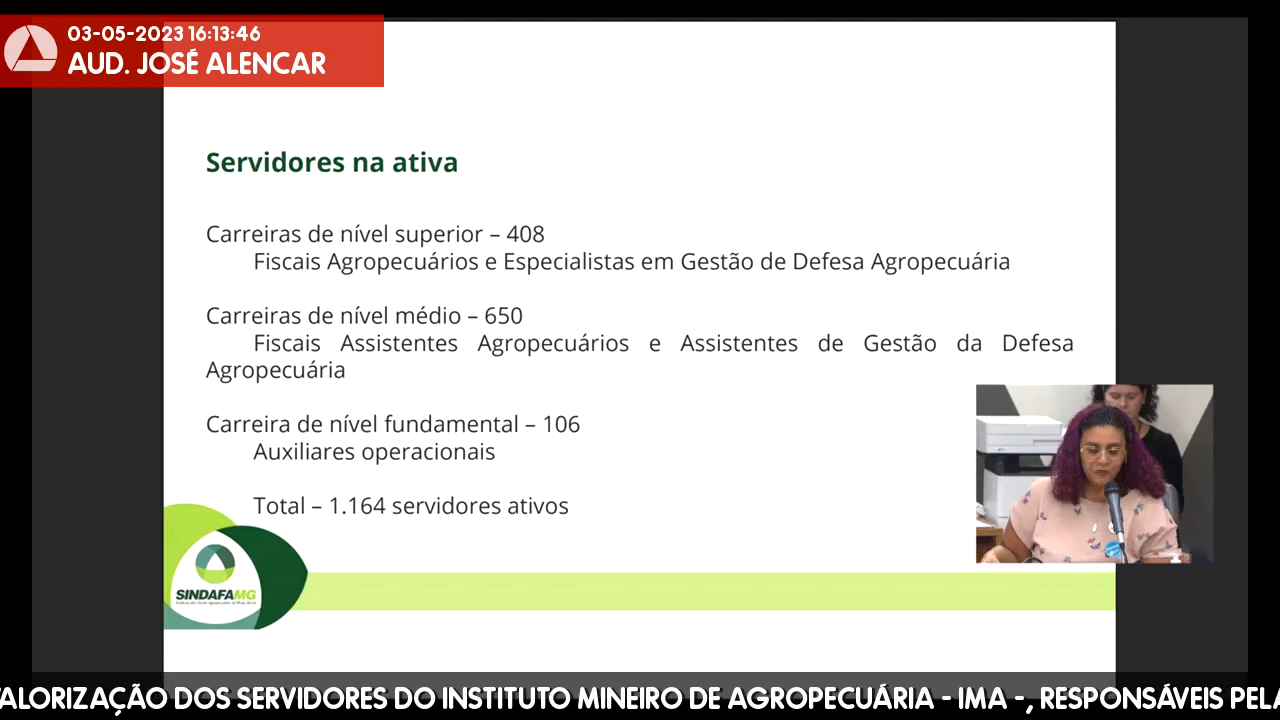 03-05-2023 16:13:46
AUD. JOSÉ ALENCAR
Servidores na ativa
Carreiras de nível superior – 408
Fiscais Agropecuários e Especialistas em Gestão de Defesa Agropecuária
Carreiras de nível médio – 650
Fiscais Assistentes Agropecuários e Assistentes de Gestão da Defesa
Agropecuária
Carreira de nível fundamental – 106
Auxiliares operacionais
Total – 1.164 servidores ativos
SINDAFAMG
VALORIZAÇÃO DOS SERVIDORES DO INSTITUTO MINEIRO DE AGROPECUÁRIA - IMA -, RESPONSÁVEIS PELA